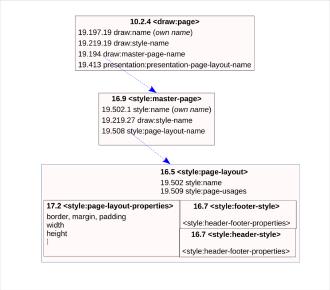 10.2.4 <draw:page>
19.197.19 draw:name (own name)
19.219.19 draw:style-name
19.194 draw:master-page-name
19.413 presentation:presentation-page-layout-name
16.9 <style:master-page>
19.502.1 style:name (own name)
19.219.27 draw:style-name
19.508 style:page-layout-name
16.5 <style:page-layout>
19.502 style:name
19.509 style:page-usages
17.2 <style:page-layout-properties>
border, margin, padding
width
height
16.7 <style:footer-style>
<style:header-footer-properties>
16.7 <style:header-style>
<style:header-footer-properties>